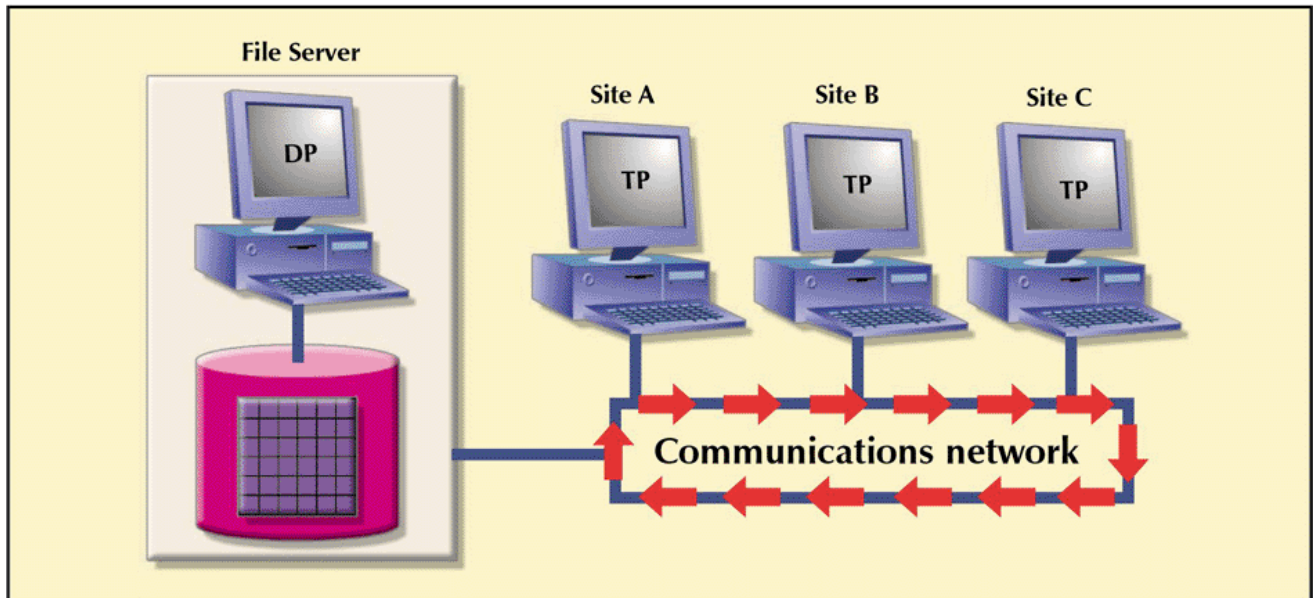 File Server
Site A
Site B
Site C
DP
TP
TP
TP
Communications network